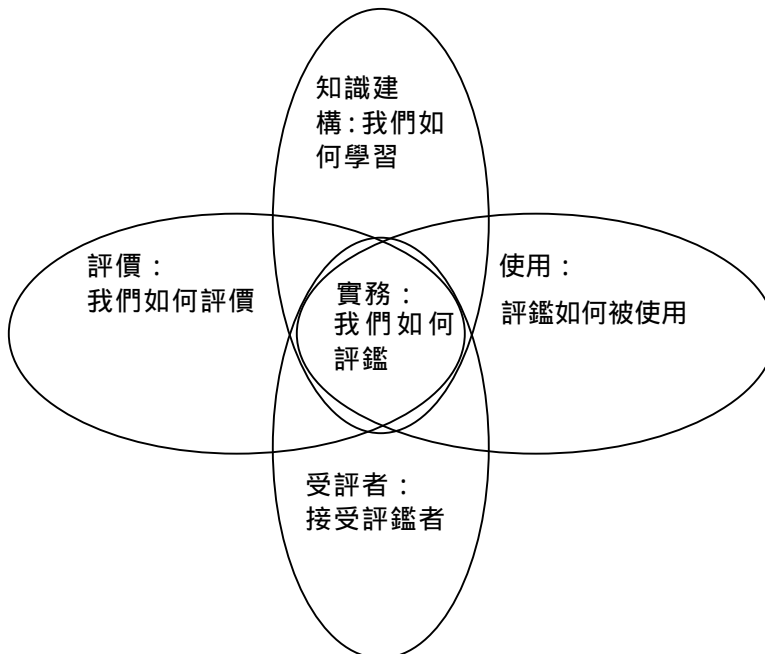 知識建
構:我們如
何學習
評價：
我們如何評價
實務：
我們如何
評鑑
使用：
評鑑如何被使用
受評者：
接受評鑑者